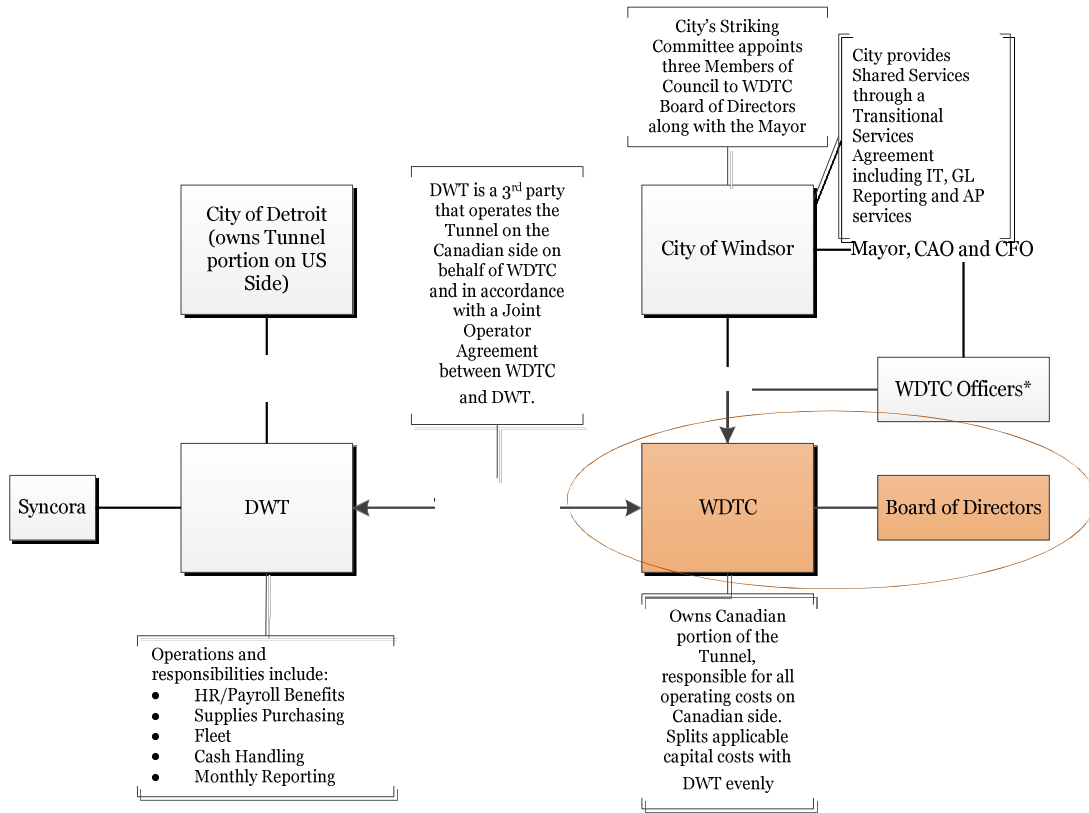 City's Striking
Committee appoints
three Members of
Council to WDTC
Board of Directors
along with the Mayor
City provides
Shared Services
through a
Transitional
Services
Agreement
including IT, GL
Reporting and AP
services
DWT is a 3rd party
that operates the
Tunnel on the
Canadian side on
behalf of WDTC
and in accordance
with a Joint
Operator
Agreement
between WDTC
and DWT.
City of Detroit
(owns Tunnel
portion on US
Side)
City of Windsor
Mayor, CAO and CFO
WDTC Officers*
Syncora
DWT
WDTC
Board of Directors
Operations and
responsibilities include:
● HR/Payroll Benefits
● Supplies Purchasing
● Fleet
● Cash Handling
● Monthly Reporting
Owns Canadian
portion of the
Tunnel,
responsible for all
operating costs on
Canadian side.
Splits applicable
capital costs with
DWT evenly